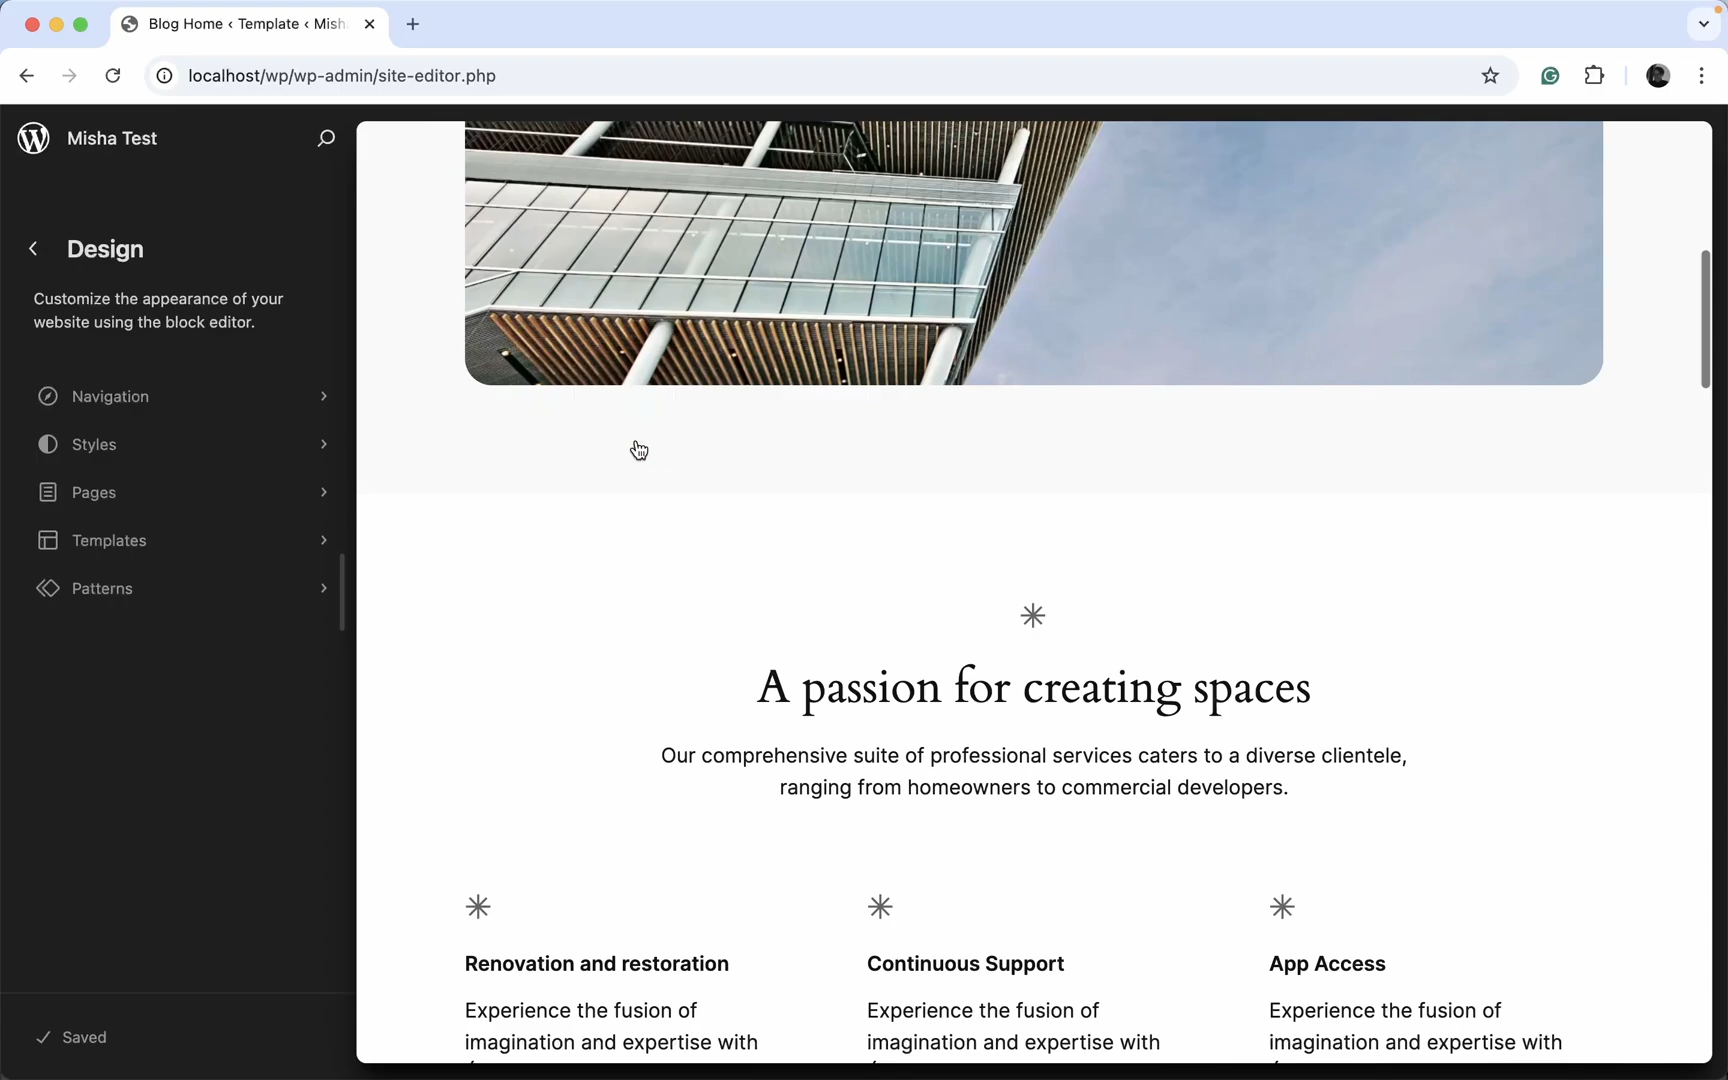 Blog Home ‹ Template ‹ Mish
localhost/wp/wp-admin/site-editor.php
Misha Test
Design
Customize the appearance of your
website using the block editor.
Navigation
Styles
Pages
Templates
Patterns
Saved
A passion for creating spaces
Our comprehensive suite of professional services caters to a diverse clientele,
ranging from homeowners to commercial developers.
Renovation and restoration
Experience the fusion of
imagination and expertise with
Continuous Support
Experience the fusion of
imagination and expertise with
App Access
Experience the fusion of
imagination and expertise with